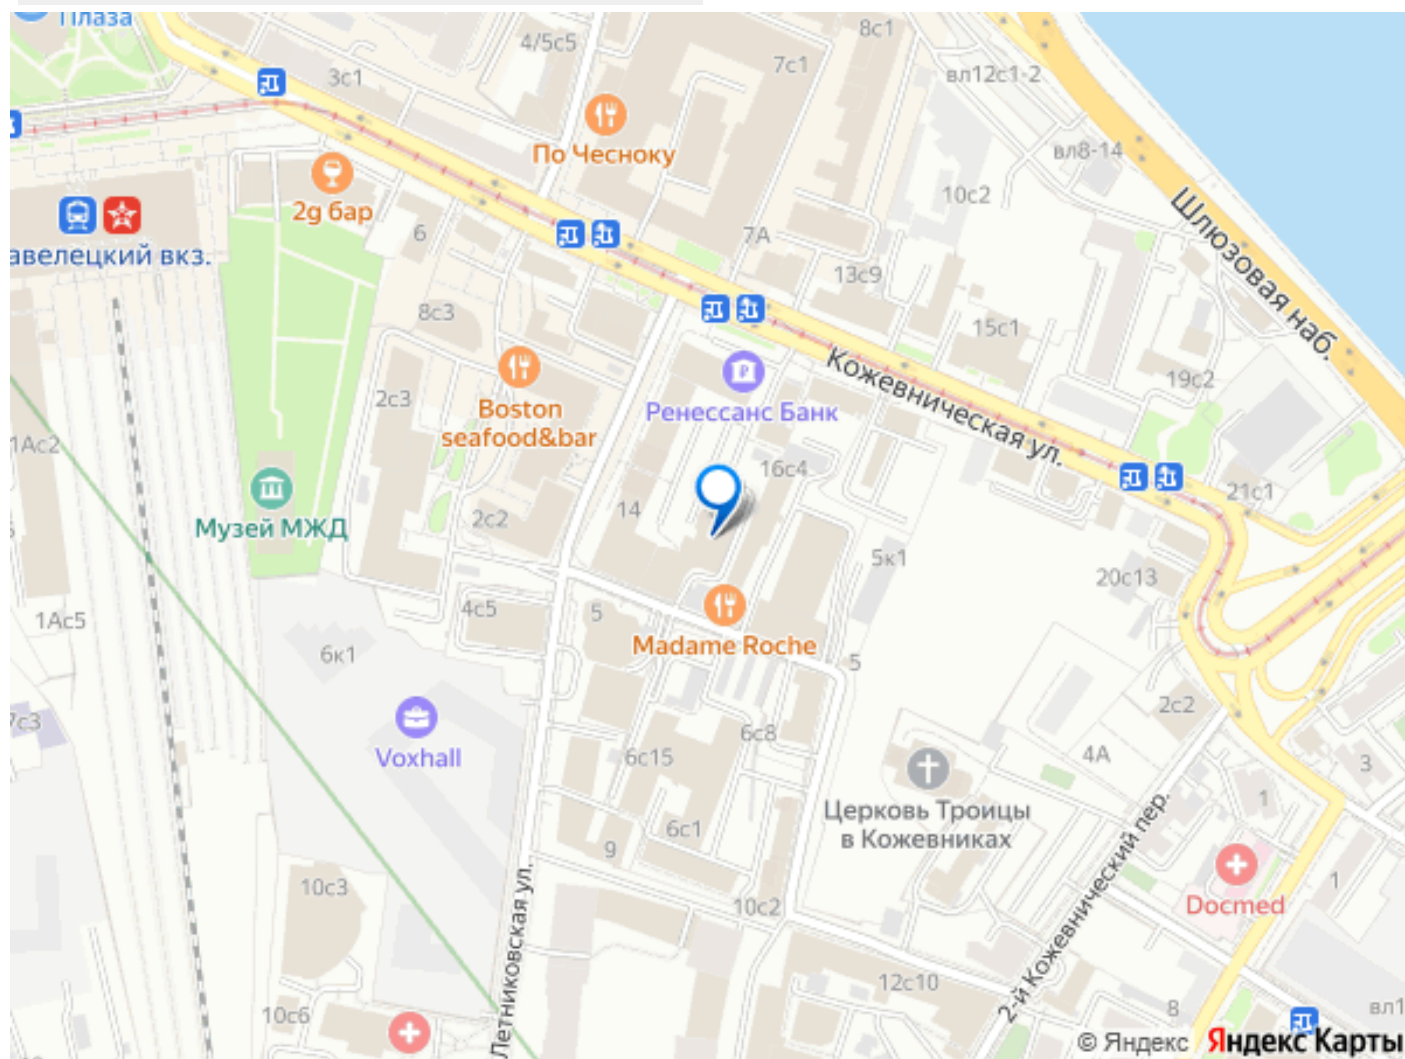 Плаза
4/5с5
8с1
7с1
3с1
вл12с1-2
По Чесноку
вл8-14
10с2
2g бар
Шлюзовая наб.
6
7А
авелецкий вкз.
13с9
8с3
15с1
Кожевническая ул.
19с2
2с3
Boston
seafood&bar
Ренессанс Банк
1Ас2
16с4
21с1
14
2с2
Музей МЖД
5к1
20с13
1Ас5
4с5
5
Madame Roche
6к1
5
2с2
7с3
Voxhall
6с15
6с8
4А
3
Церковь Троицы
в Кожевниках
1
6с1
9
2-й Кожевнический пер.
10с3
1
Docmed
10с2
Летниковская ул.
12с10
10с6
8
вл1
© Яндекс Яндекс Карты